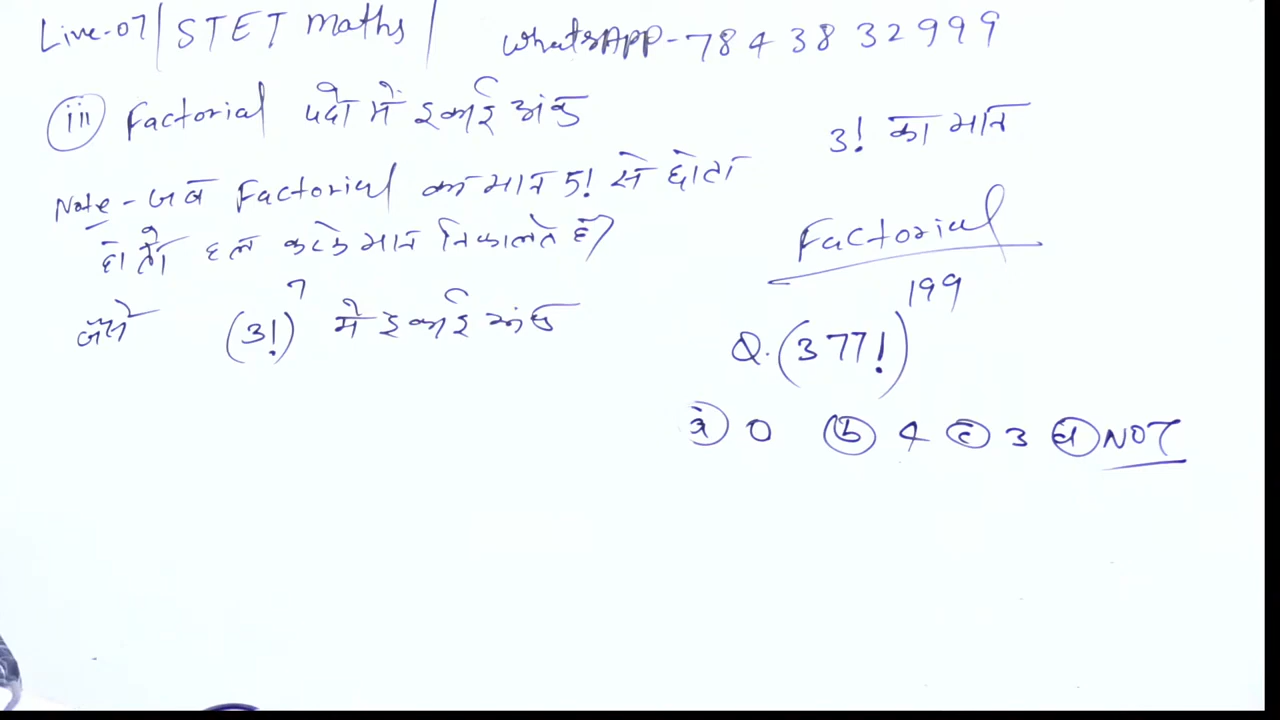 Live-07/ STET maths/ WhatsAPP-7843832999
(iii) Factorial पदो में इकाई अंक
3! का मान
Note - जब Factorial का मान 5! से छोटा
हो तो हल करके मान निकालते हैं/
जैसे (3!)^7 में इकाई अंक
Factorial
Q. (377!)^199
0 (b) 4 3 NOT